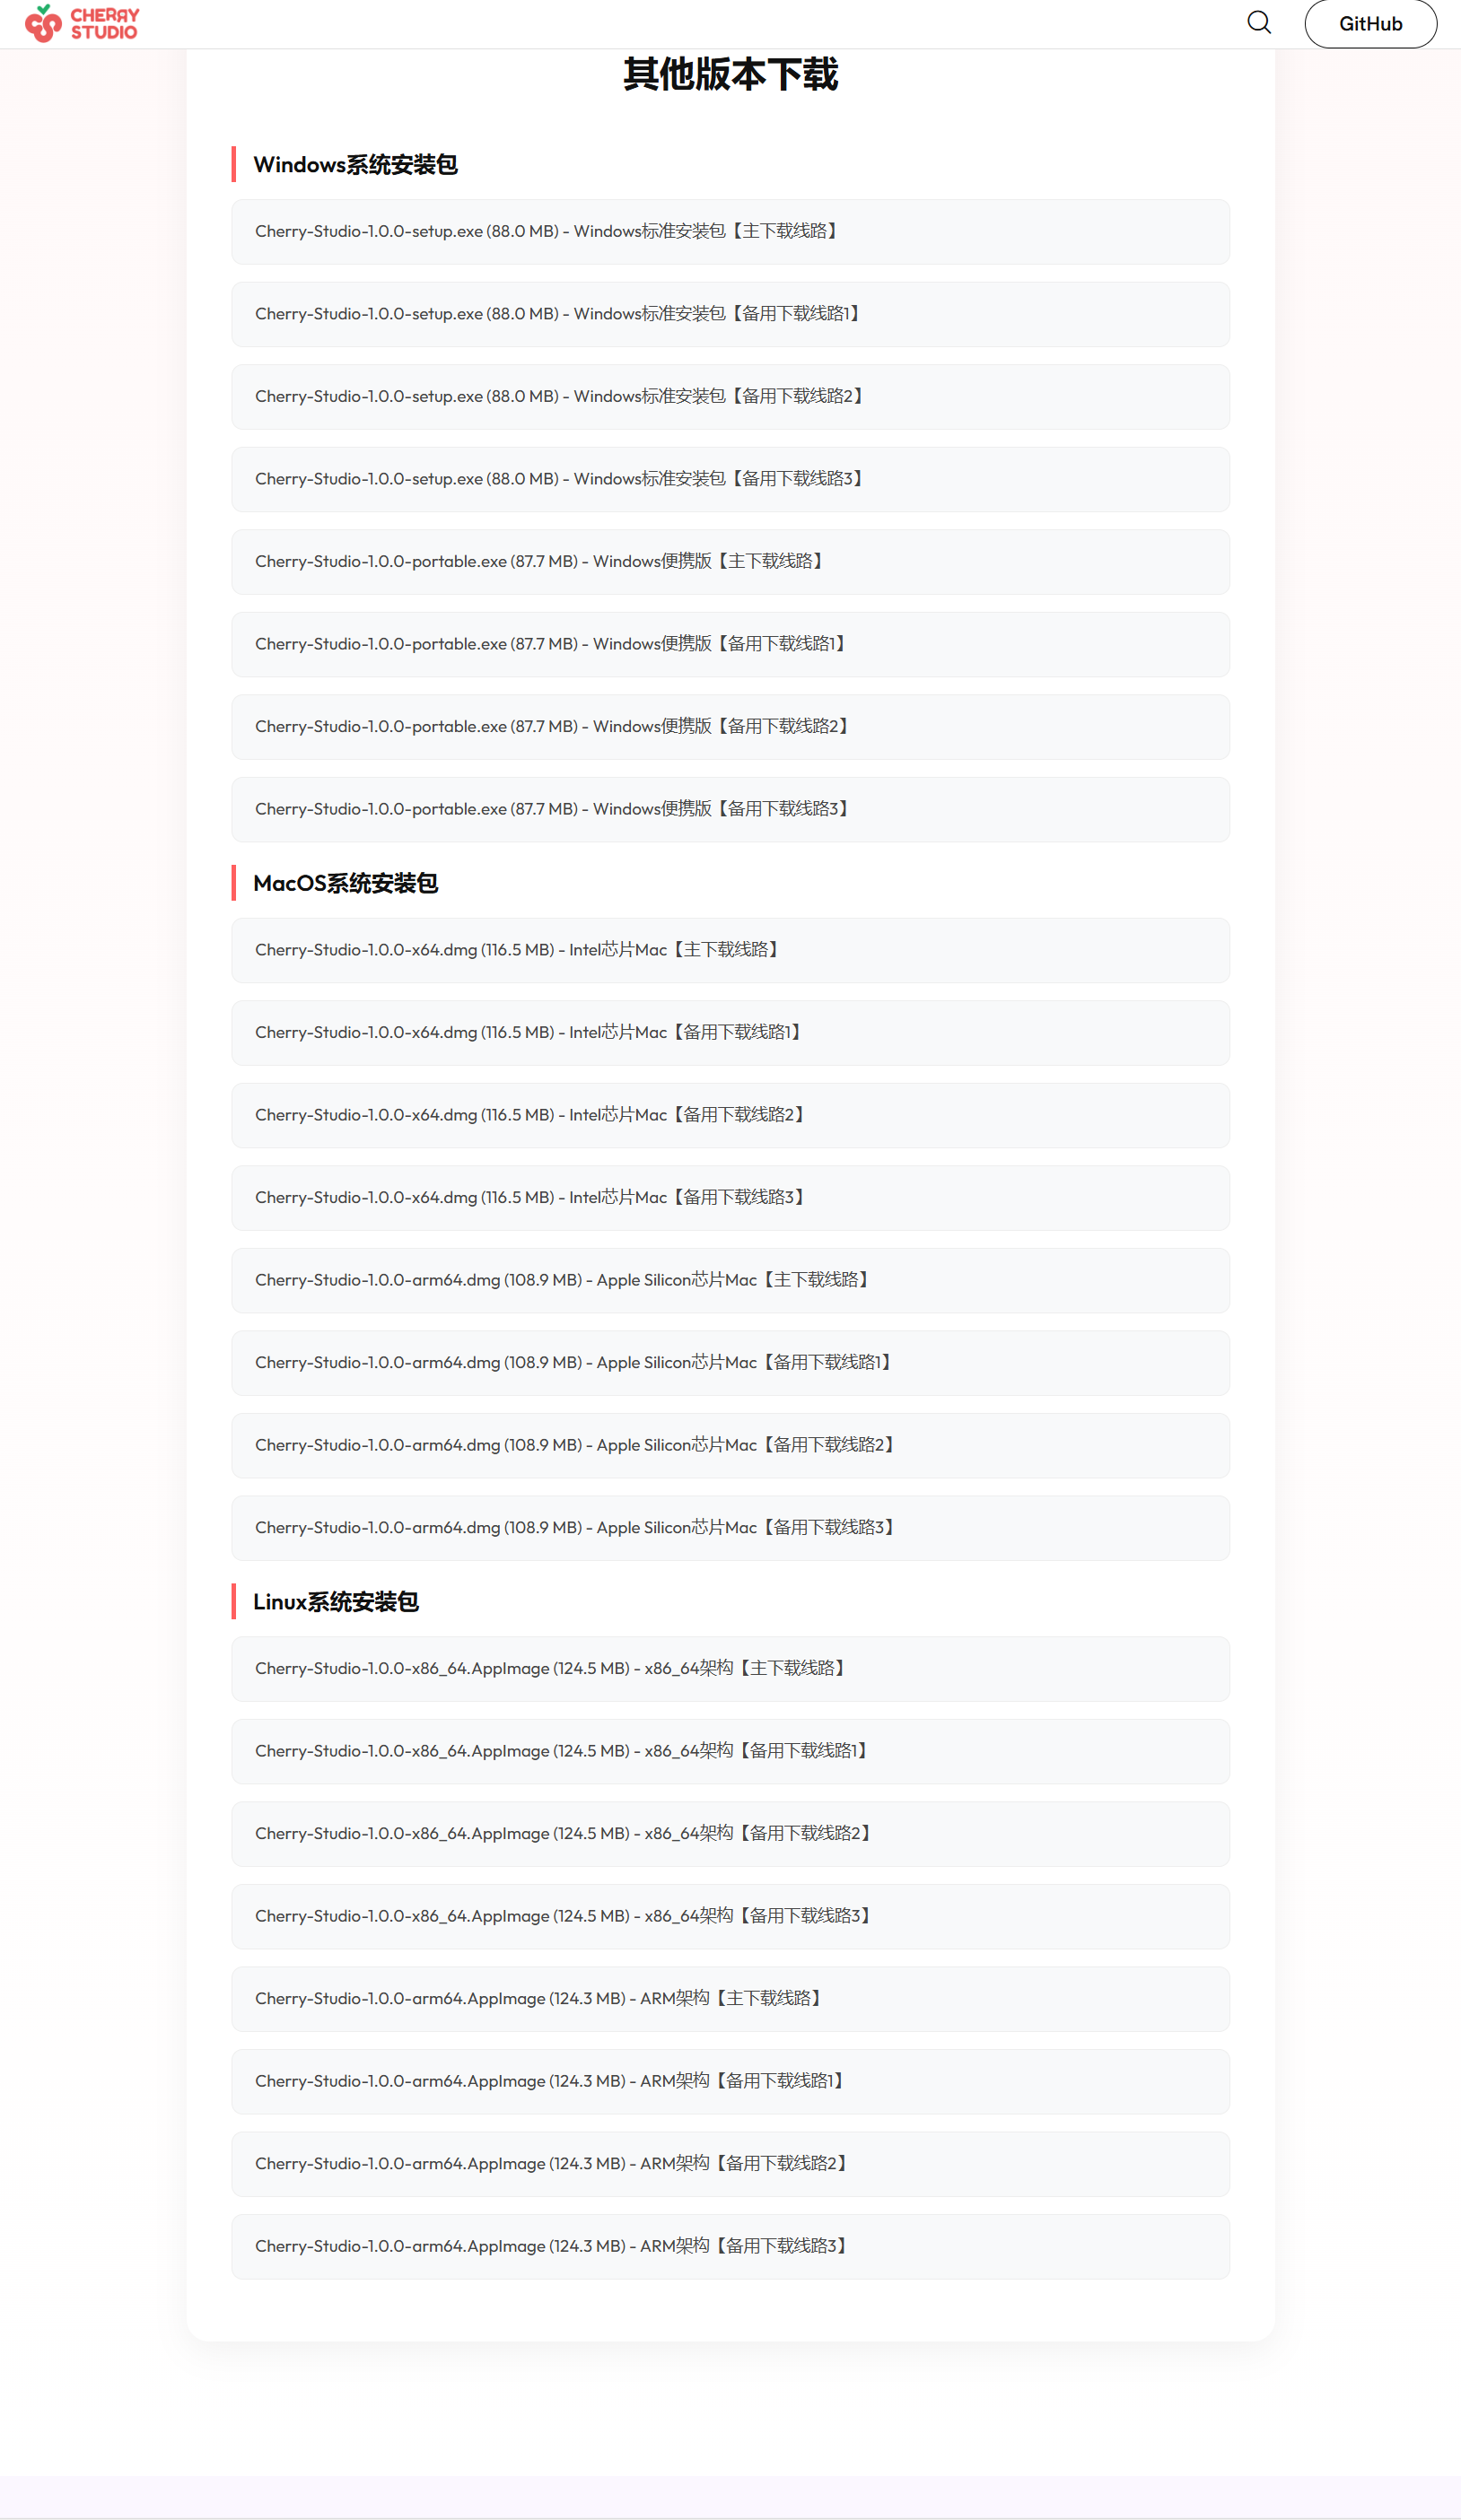 CHERRY
STUDIO
GitHub
其他版本下载
Windows系统安装包
Cherry-Studio-1.0.0-setup.exe (88.0 MB) - Windows标准安装包【主下载线路】
Cherry-Studio-1.0.0-setup.exe (88.0 MB) - Windows标准安装包【备用下载线路1】
Cherry-Studio-1.0.0-setup.exe (88.0 MB) - Windows标准安装包【备用下载线路2】
Cherry-Studio-1.0.0-setup.exe (88.0 MB) - Windows标准安装包【备用下载线路3】
Cherry-Studio-1.0.0-portable.exe (87.7 MB) - Windows便携版【主下载线路】
Cherry-Studio-1.0.0-portable.exe (87.7 MB) - Windows便携版【备用下载线路1】
Cherry-Studio-1.0.0-portable.exe (87.7 MB) - Windows便携版【备用下载线路2】
Cherry-Studio-1.0.0-portable.exe (87.7 MB) - Windows便携版【备用下载线路3】
MacOS系统安装包
Cherry-Studio-1.0.0-x64.dmg (116.5 MB) - Intel芯片Mac【主下载线路】
Cherry-Studio-1.0.0-x64.dmg (116.5 MB) - Intel芯片Mac【备用下载线路1】
Cherry-Studio-1.0.0-x64.dmg (116.5 MB) - Intel芯片Mac【备用下载线路2】
Cherry-Studio-1.0.0-x64.dmg (116.5 MB) - Intel芯片Mac【备用下载线路3】
Cherry-Studio-1.0.0-arm64.dmg (108.9 MB) - Apple Silicon芯片Mac【主下载线路】
Cherry-Studio-1.0.0-arm64.dmg (108.9 MB) - Apple Silicon芯片Mac【备用下载线路1】
Cherry-Studio-1.0.0-arm64.dmg (108.9 MB) - Apple Silicon芯片Mac【备用下载线路2】
Cherry-Studio-1.0.0-arm64.dmg (108.9 MB) - Apple Silicon芯片Mac【备用下载线路3】
Linux系统安装包
Cherry-Studio-1.0.0-x86_64.AppImage (124.5 MB) - x86_64架构【主下载线路】
Cherry-Studio-1.0.0-x86_64.AppImage (124.5 MB) - x86_64架构【备用下载线路1】
Cherry-Studio-1.0.0-x86_64.AppImage (124.5 MB) - x86_64架构【备用下载线路2】
Cherry-Studio-1.0.0-x86_64.AppImage (124.5 MB) - x86_64架构【备用下载线路3】
Cherry-Studio-1.0.0-arm64.AppImage (124.3 MB) - ARM架构【主下载线路】
Cherry-Studio-1.0.0-arm64.AppImage (124.3 MB) - ARM架构【备用下载线路1】
Cherry-Studio-1.0.0-arm64.AppImage (124.3 MB) - ARM架构【备用下载线路2】
Cherry-Studio-1.0.0-arm64.AppImage (124.3 MB) - ARM架构【备用下载线路3】